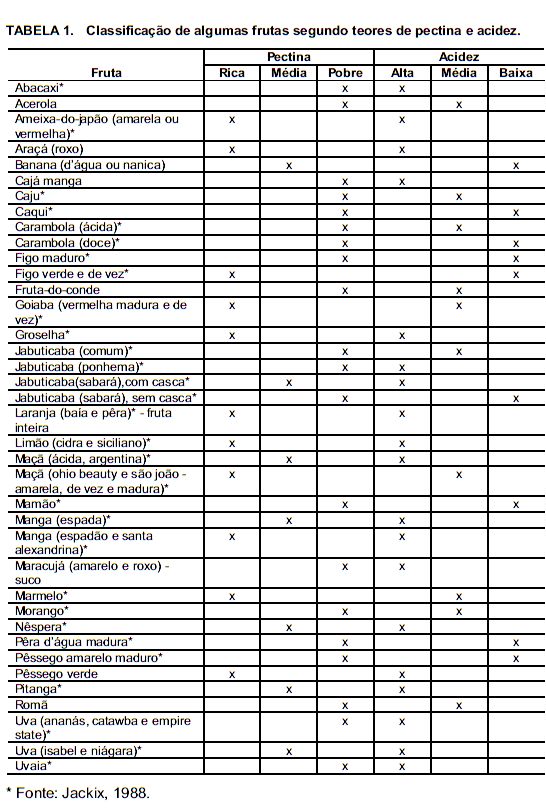 TABELA 1. Classificação de algumas frutas segundo teores de pectina e acidez.
Pectina Acidez
Fruta Rica Média Pobre Alta Média Baixa
Abacaxi* x x
Acerola x x
Ameixa-do-japão (amarela ou
vermelha)* x x
Araçá (roxo) x x
Banana (d'água ou nanica) x x
Cajá manga x x
Caju* x x
Caqui* x x
Carambola (ácida)* x x
Carambola (doce)* x x
Figo maduro* x x
Figo verde e de vez* x x
Fruta-do-conde x x
Goiaba (vermelha madura e de
vez)* x x
Groselha* x x
Jabuticaba (comum)* x x
Jabuticaba (ponhema)* x x
Jabuticaba(sabará),com casca* x x
Jabuticaba (sabará), sem casca* x x
Laranja (baía e pêra)* - fruta
inteira x x
Limão (cidra e siciliano)* x x
Maçã (ácida, argentina)* x x
Maçã (ohio beauty e são joão -
amarela, de vez e madura)* x x
Mamão* x x
Manga (espada)* x x
Manga (espadão e santa
alexandrina)* x x
Maracujá (amarelo e roxo) -
suco x x
Marmelo* x x
Morango* x x
Nêspera* x x
Pêra d'água madura* x x
Pêssego amarelo maduro* x x
Pêssego verde x x
Pitanga* x x
Romã x x
Uva (ananás, catawba e empire
state)* x x
Uva (isabel e niágara)* x x
Uvaia* x x
* Fonte: Jackix, 1988.